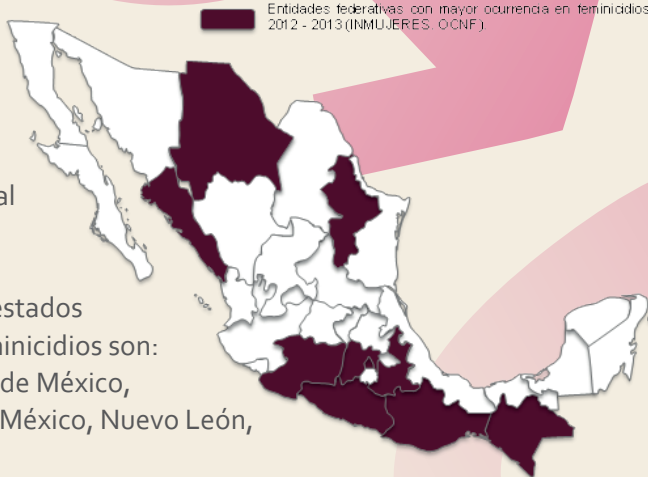 Entidades federativas con mayor ocurrencia en feminicidios
2012 - 2013 (INMUJERES. OCNF).
al
estados
inicidios son:
de México,
México, Nuevo León,